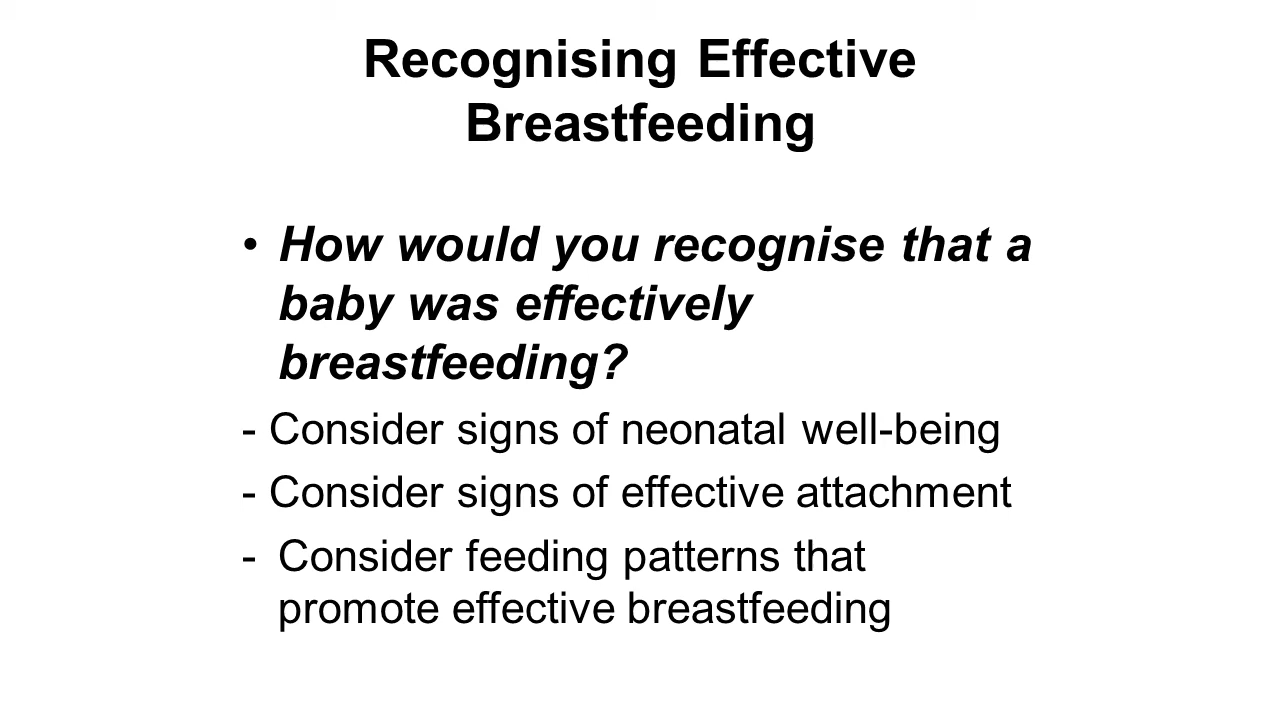 Recognising Effective
Breastfeeding
• How would you recognise that a
baby was effectively
breastfeeding?
- Consider signs of neonatal well-being
- Consider signs of effective attachment
- Consider feeding patterns that
promote effective breastfeeding